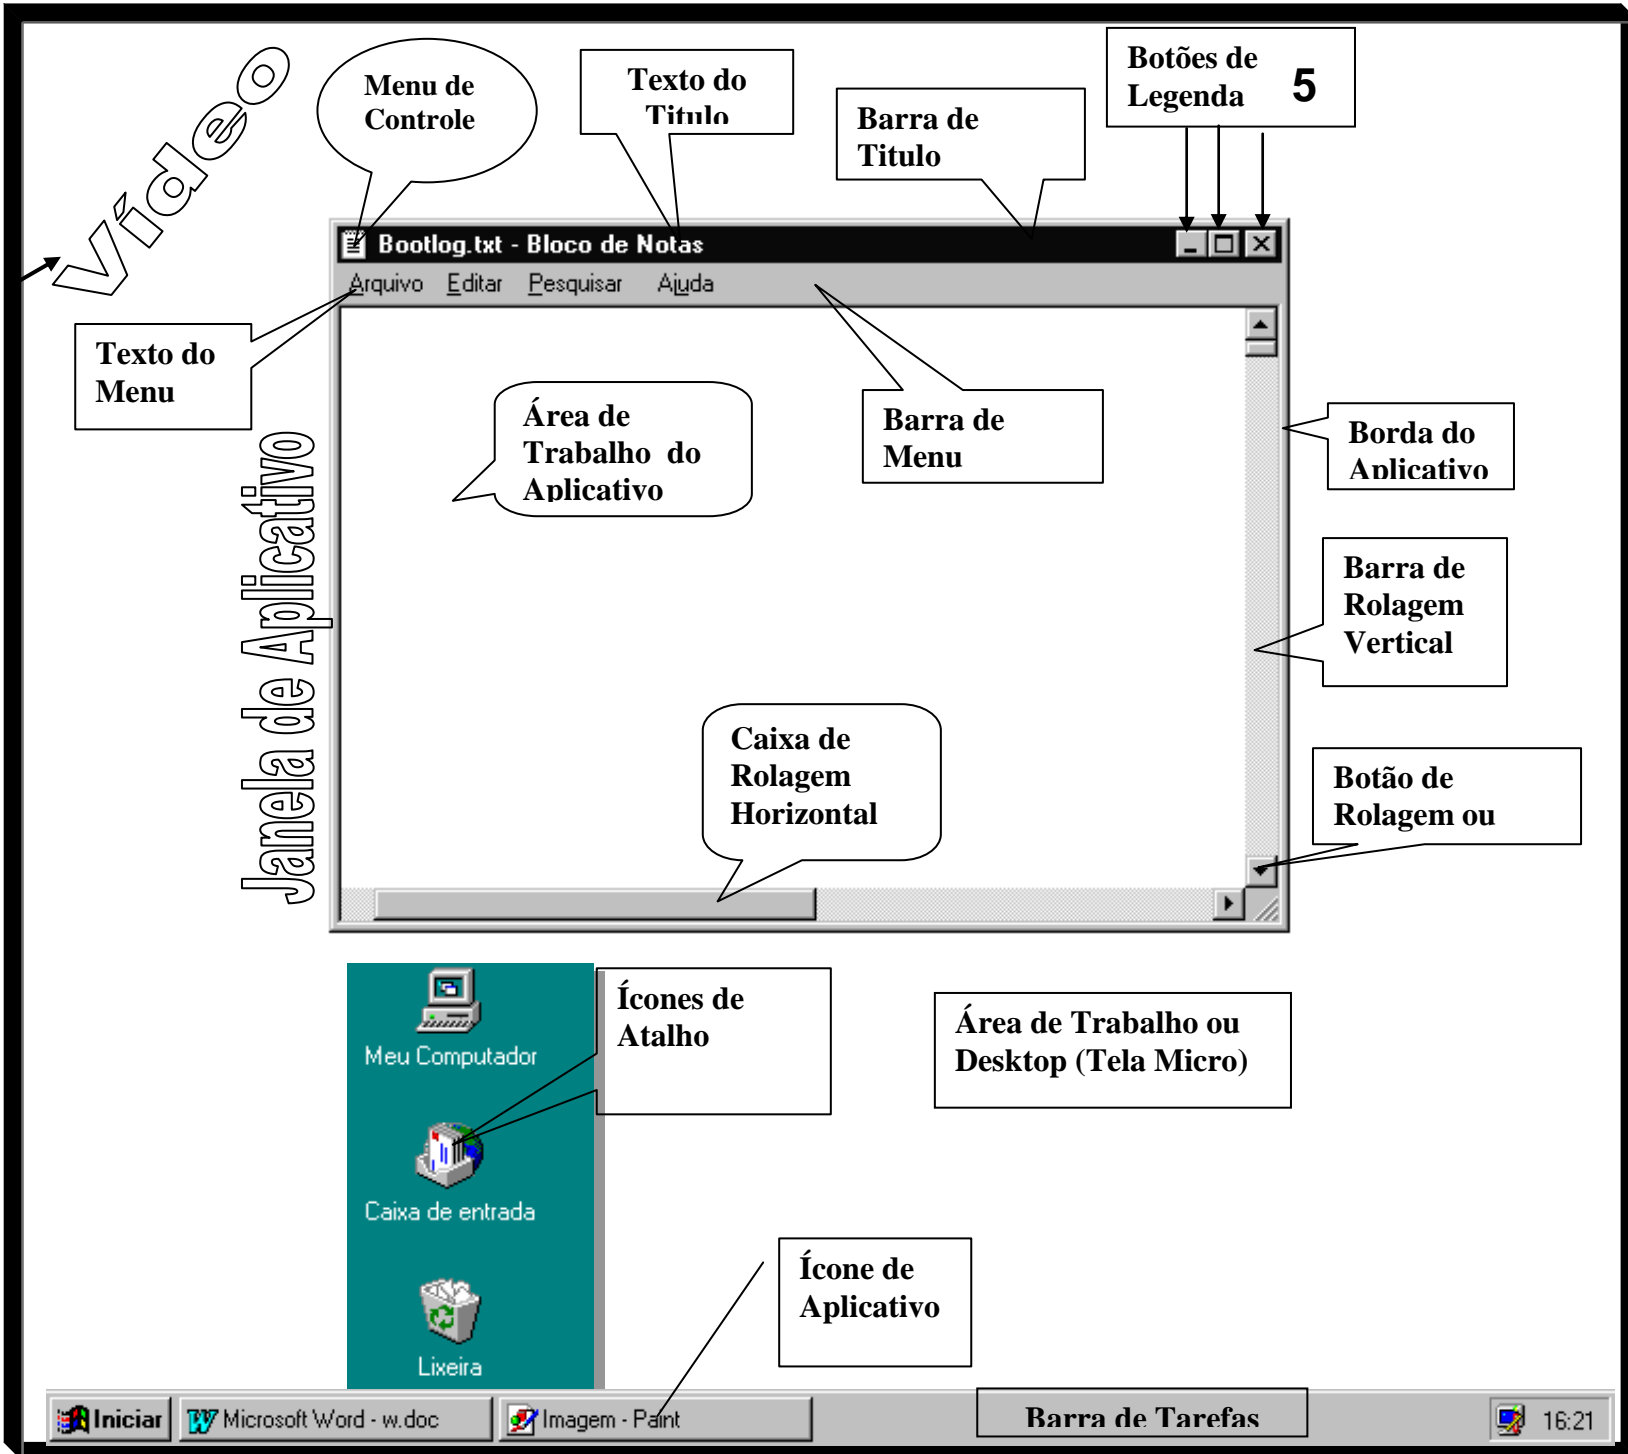 Vídeo
Menu de
Controle
Texto do
Titulo
Barra de
Titulo
Botões de
Legenda 5
Bootlog.txt - Bloco de Notas
Arquivo Editar Pesquisar Ajuda
Texto do
Menu
Área de
Trabalho do
Aplicativo
Barra de
Menu
Borda do
Aplicativo
Janela de Aplicativo
Barra de
Rolagem
Vertical
Caixa de
Rolagem
Horizontal
Botão de
Rolagem ou
Meu Computador
Ícones de
Atalho
Área de Trabalho ou
Desktop (Tela Micro)
Caixa de entrada
Ícone de
Aplicativo
Lixeira
Iniciar
Microsoft Word - w.doc
Imagem - Paint
Barra de Tarefas
16:21